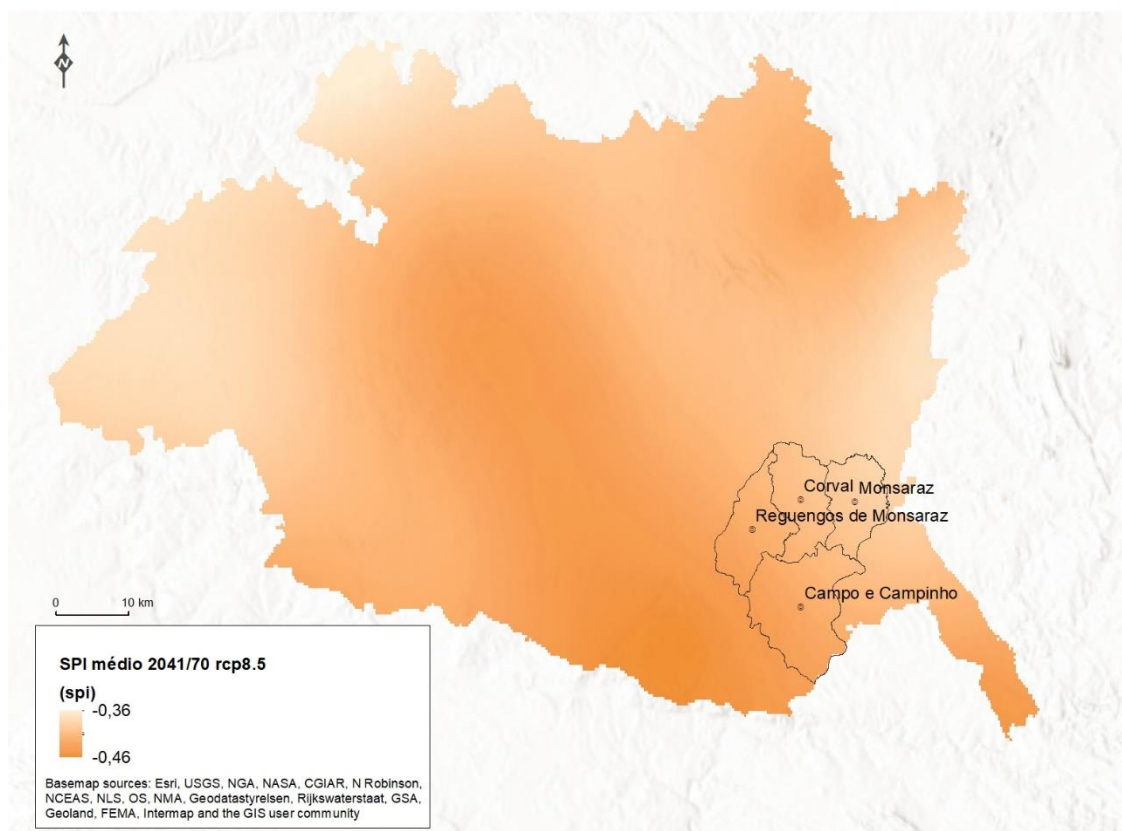 N
Corval Monsaraz
Reguengos de Monsaraz
Campo e Campinho
0 10 km
SPI médio 2041/70 rcp8.5
(spi)
-0,36
-0,46
Basemap sources: Esri, USGS, NGA, NASA, CGIAR, N Robinson,
NCEAS, NLS, OS, NMA, Geodatastyrelsen, Rijkswaterstaat, GSA,
Geoland, FEMA, Intermap and the GIS user community